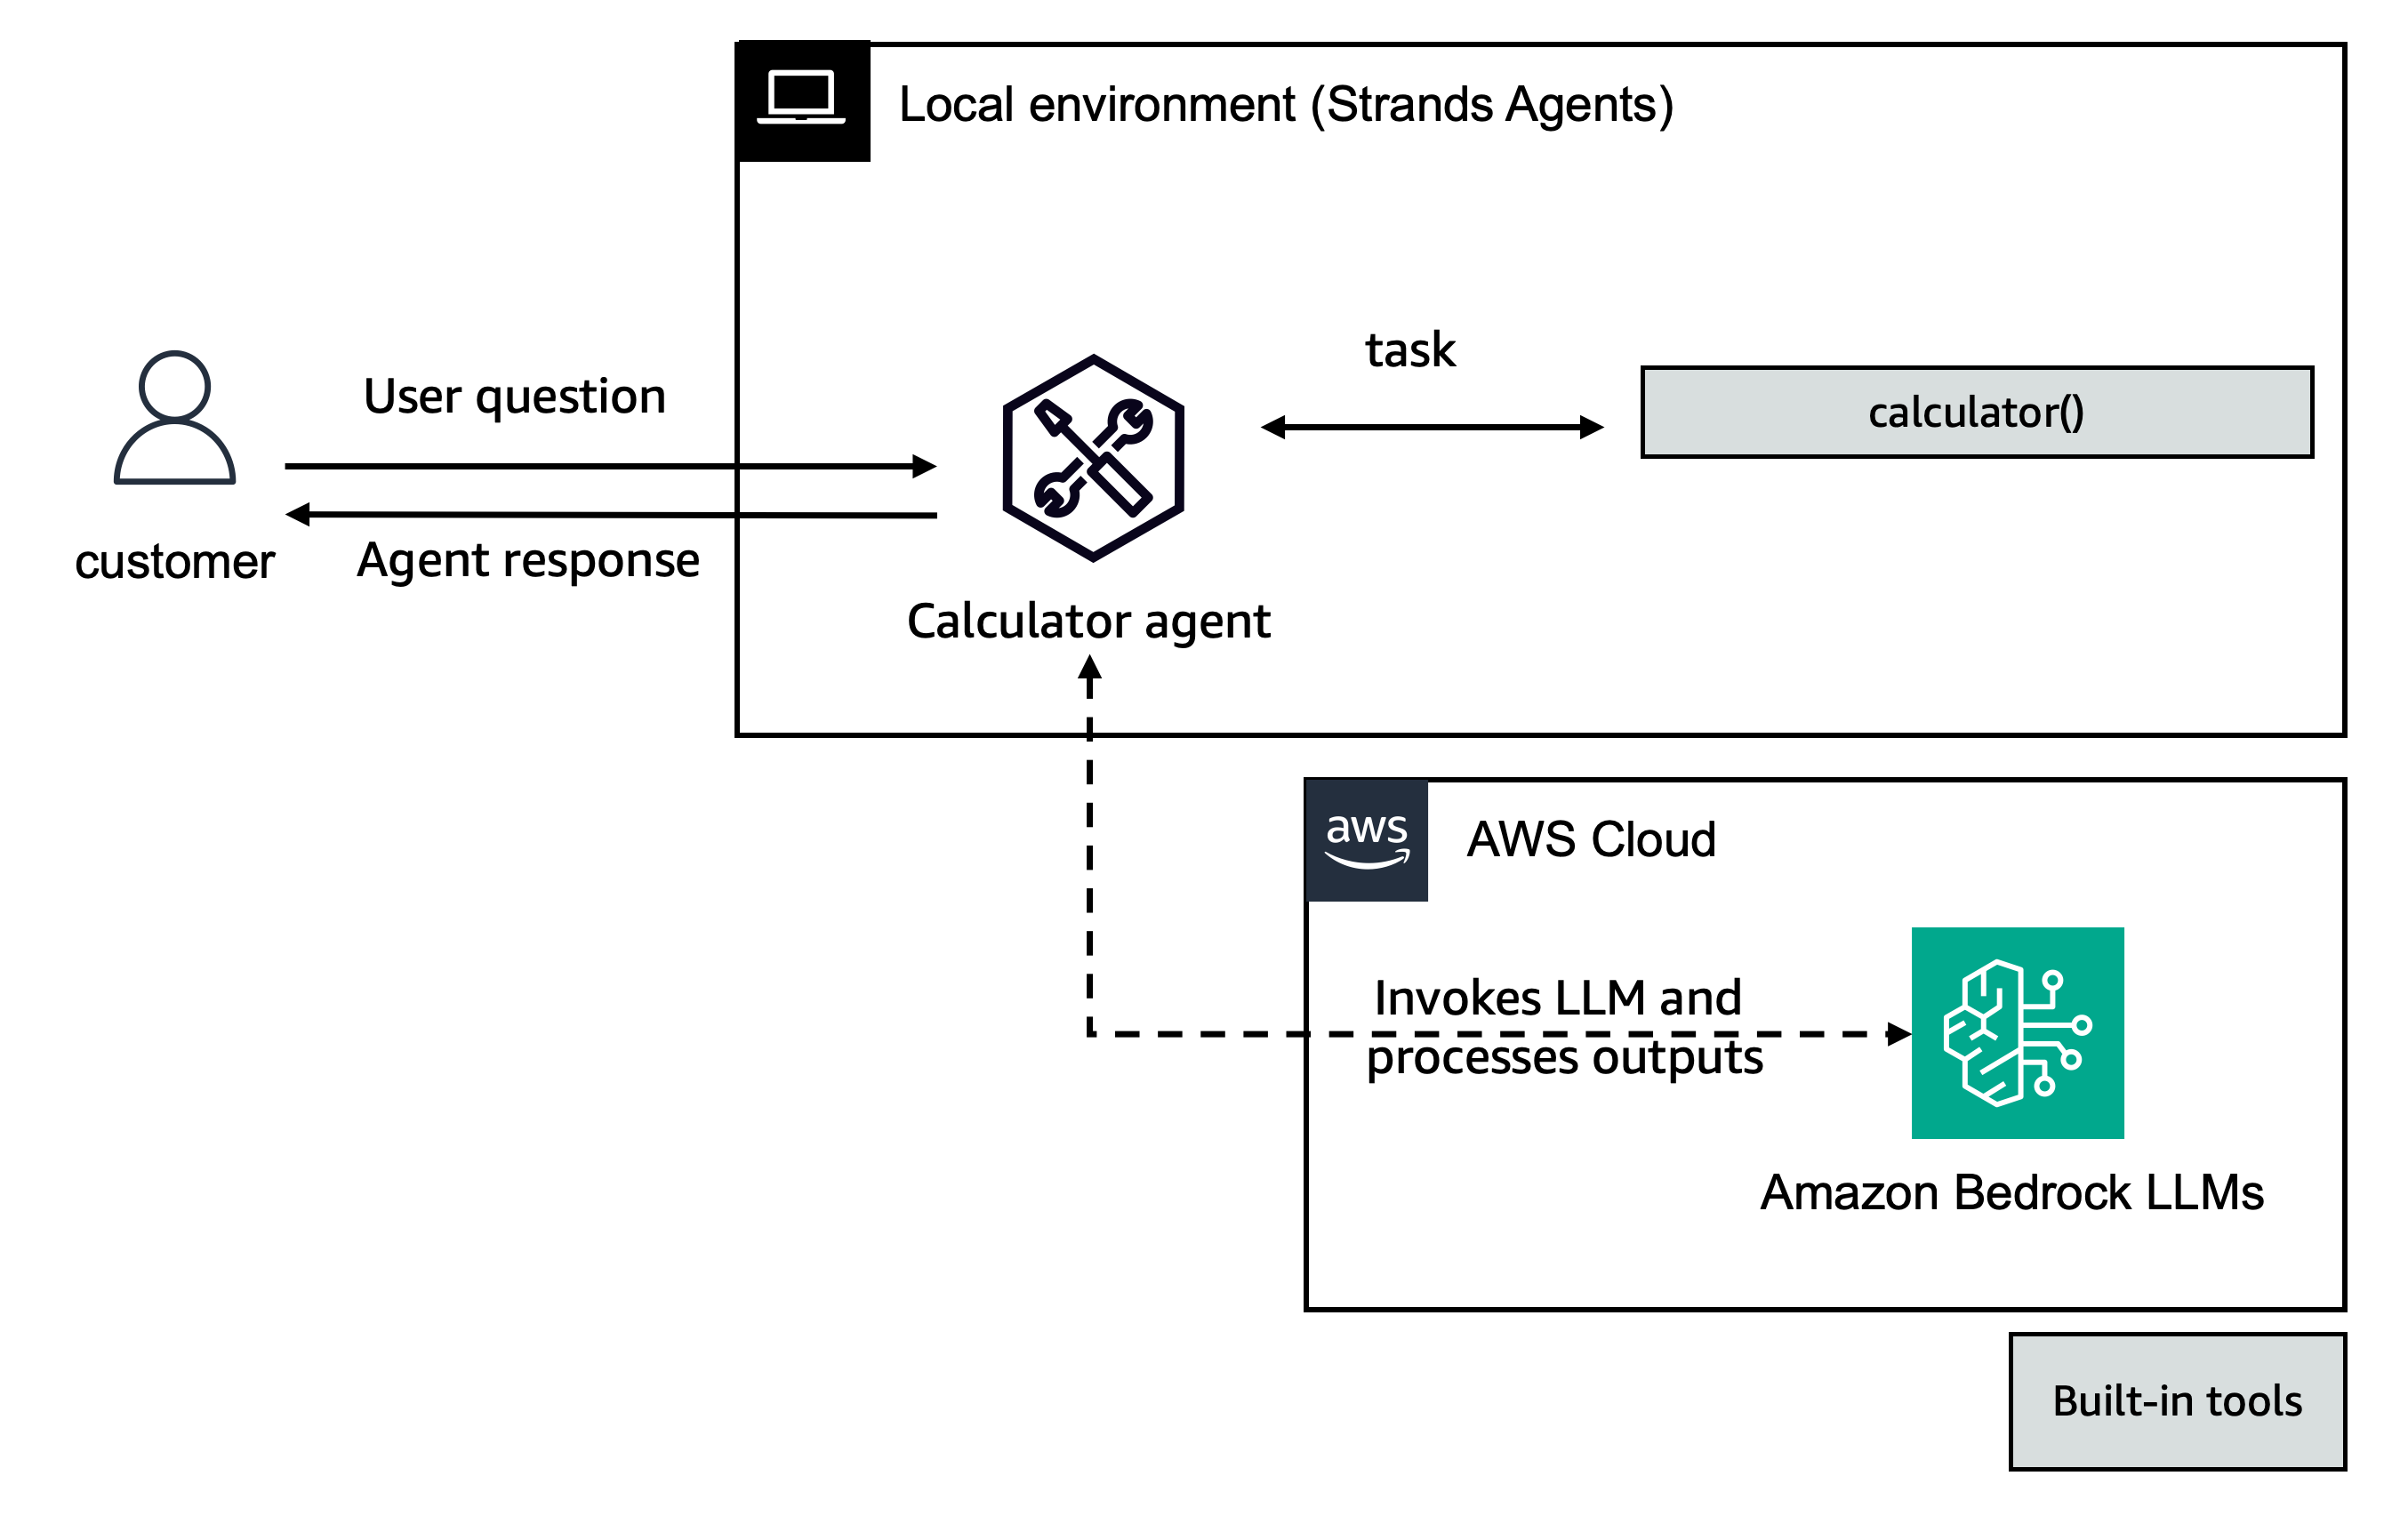 Local environment (Strands Agents)
task
User question
calculator()
customer
Agent response
Calculator agent
aws
AWS Cloud
Invokes LLM and
processes outputs
Amazon Bedrock LLMs
Built-in tools